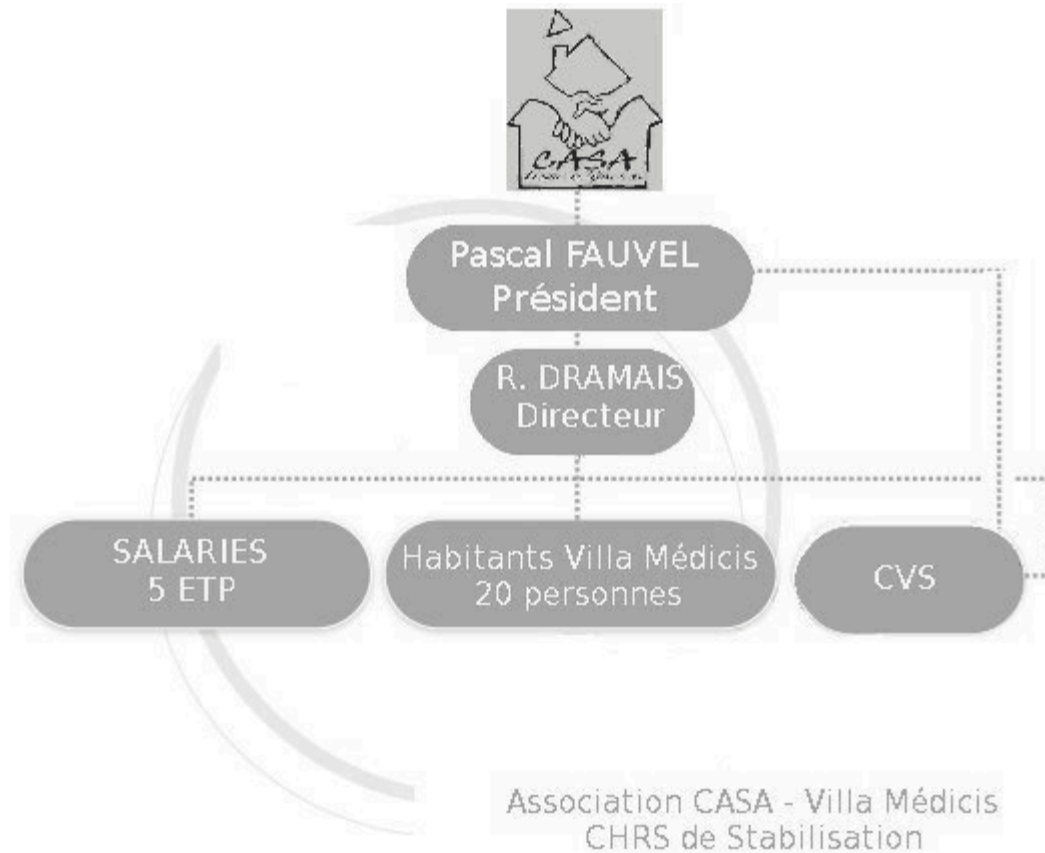 CASA
Pascal FAUVEL
Président
R. DRAMAIS
Directeur
SALARIES
5 ETP
Habitants Villa Médicis
20 personnes
CVS
Association CASA - Villa Médicis
CHRS de Stabilisation